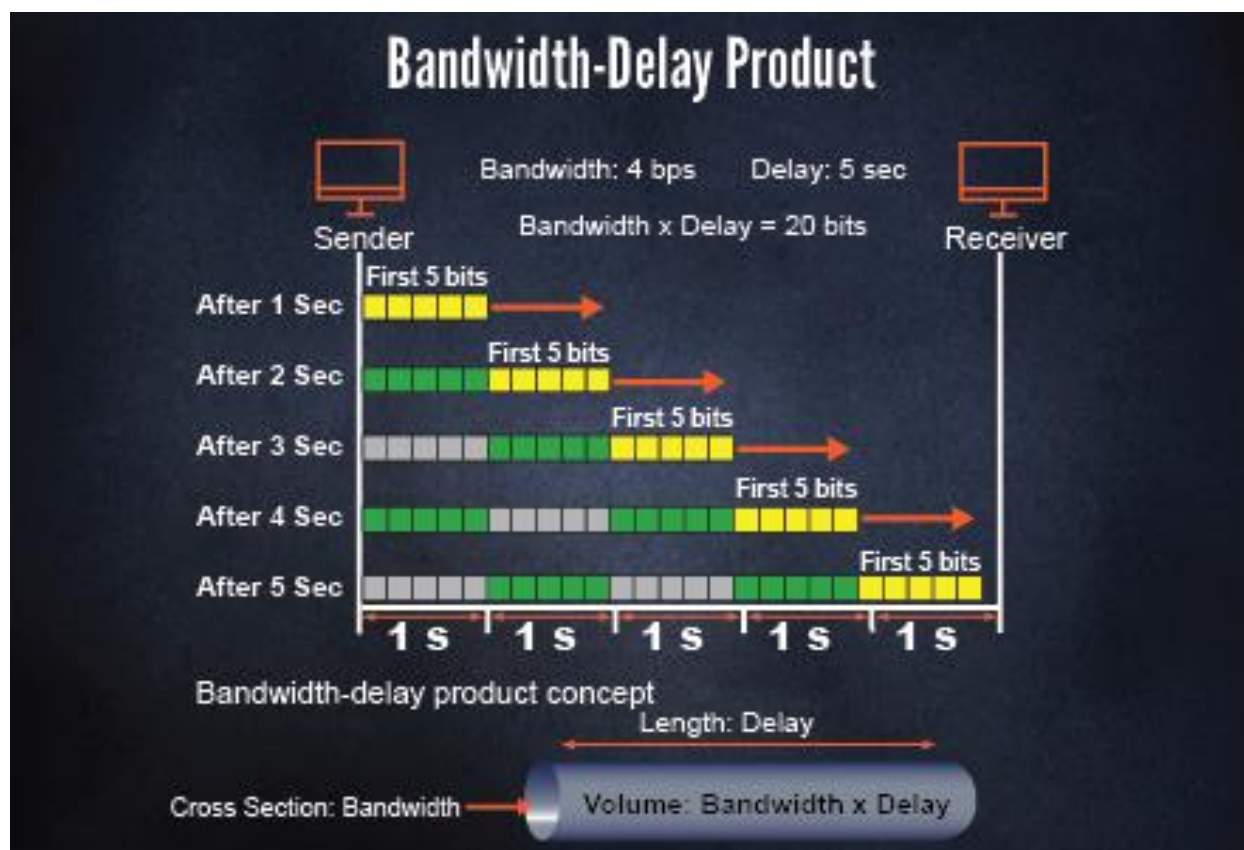 Bandwidth-Delay Product
Bandwidth: 4 bps Delay: 5 sec
Bandwidth x Delay = 20 bits
Sender
Receiver
First 5 bits
After 1 Sec
First 5 bits
After 2 Sec
First 5 bits
After 3 Sec
First 5 bits
After 4 Sec
First 5 bits
After 5 Sec
1 s 1 s 1 s 1 s 1 s
Bandwidth-delay product concept
Length: Delay
Cross Section: Bandwidth
Volume: Bandwidth x Delay